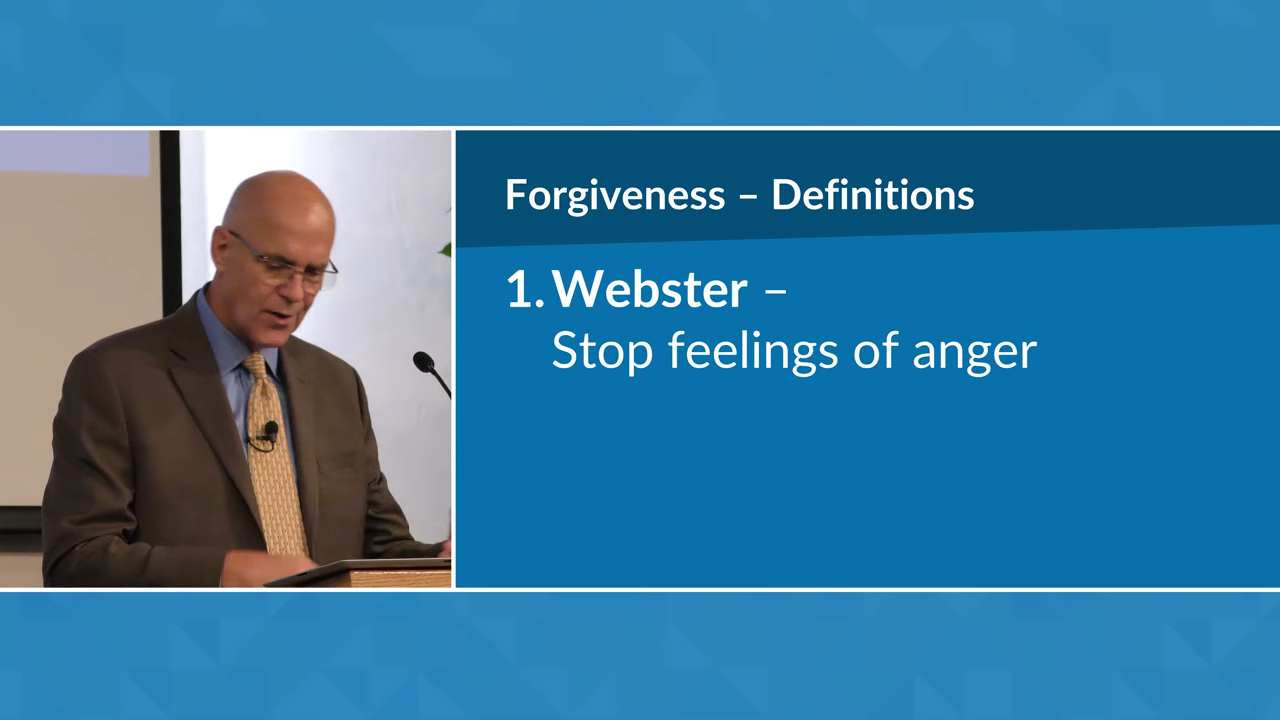 Forgiveness – Definitions
1. Webster –
Stop feelings of anger